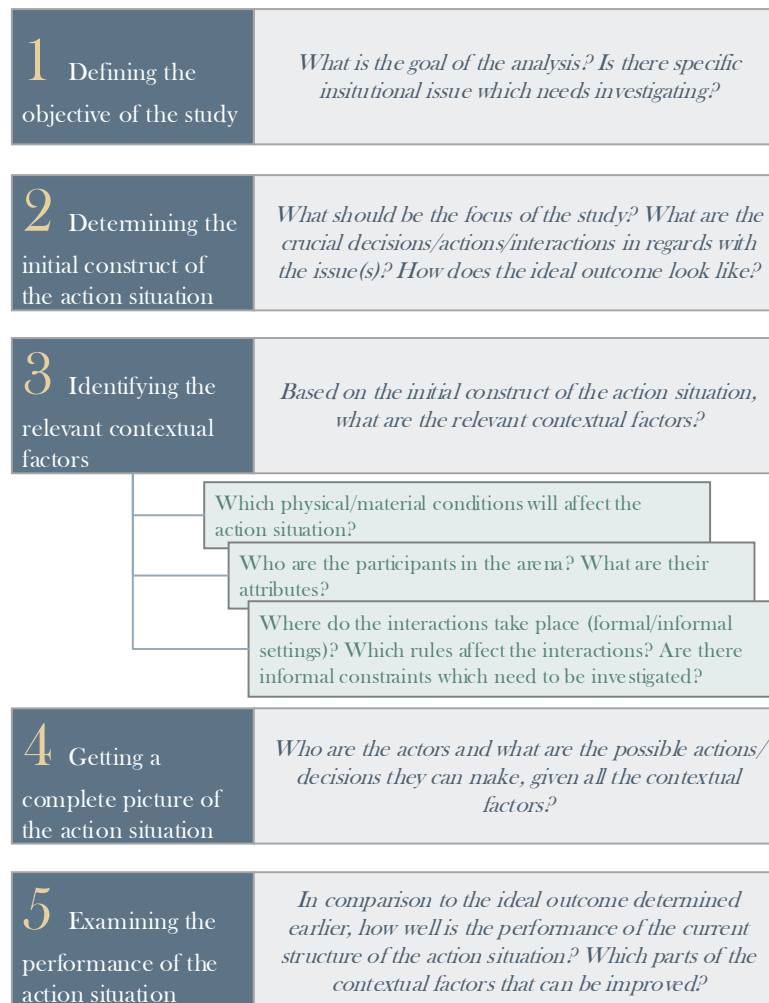 1 Defining the
objective of the study
What is the goal of the analysis? Is there specific
insitutional issue which needs investigating?
2 Determining the
initial construct of
the action situation
What should be the focus of the study? What are the
crucial decisions/actions/interactions in regards with
the issue(s)? How does the ideal outcome look like?
3 Identifying the
relevant contextual
factors
Based on the initial construct of the action situation,
what are the relevant contextual factors?
Which physical/material conditions will affect the
action situation?
Who are the participants in the arena? What are their
attributes?
Where do the interactions take place (formal/informal
settings)? Which rules affect the interactions? Are there
informal constraints which need to be investigated?
4 Getting a
complete picture of
the action situation
Who are the actors and what are the possible actions/
decisions they can make, given all the contextual
factors?
5 Examining the
performance of the
action situation
In comparison to the ideal outcome determined
earlier, how well is the performance of the current
structure of the action situation? Which parts of the
contextual factors that can be improved?